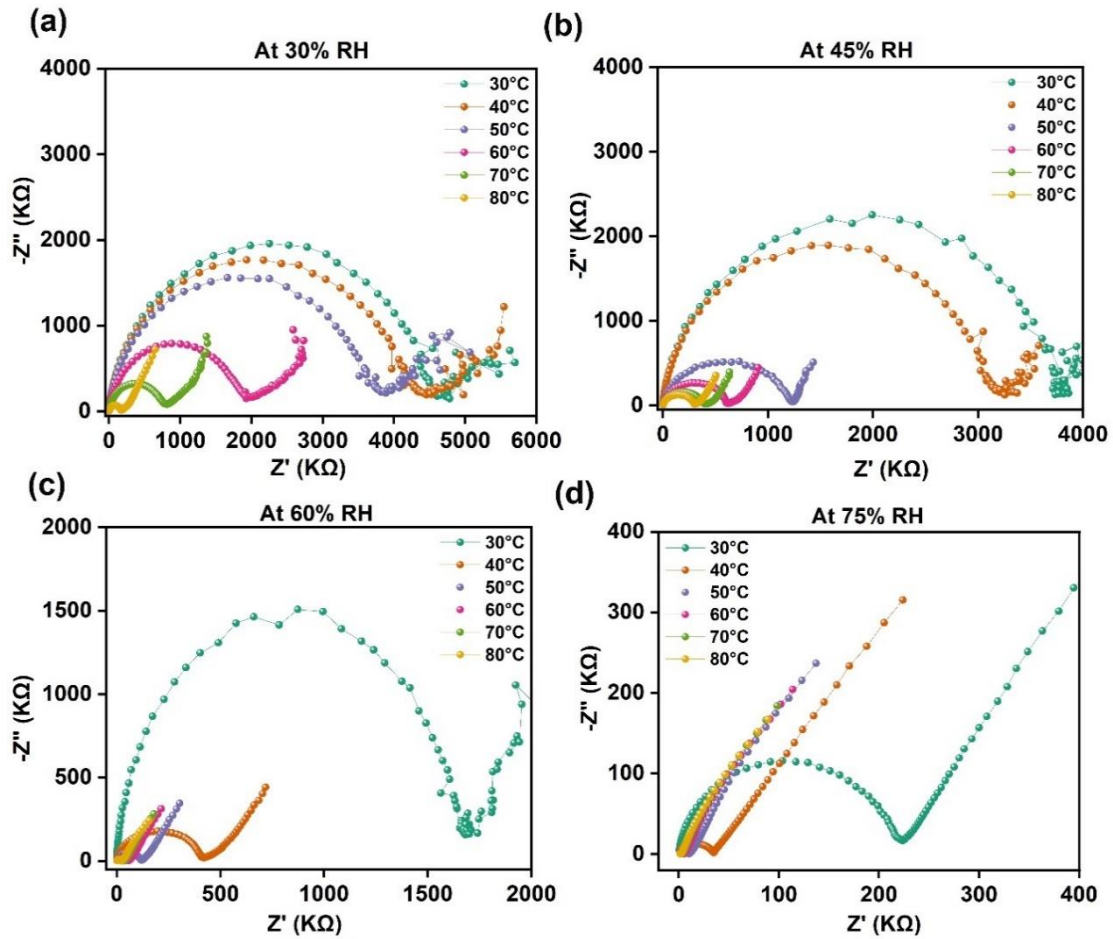 (a)
At 30% RH
4000
3000
2000
1000
0
-Z" (KΩ)
30°C
40°C
50°C
60°C
70°C
80°C
0 1000 2000 3000 4000 5000 6000
Z' (KΩ)
(b)
At 45% RH
4000
3000
2000
1000
0
-Z" (KΩ)
30°C
40°C
50°C
60°C
70°C
80°C
0 1000 2000 3000 4000
Z' (KΩ)
(c)
At 60% RH
2000
1500
1000
500
0
-Z" (KΩ)
30°C
40°C
50°C
60°C
70°C
80°C
0 500 1000 1500 2000
Z' (KΩ)
(d)
At 75% RH
400
300
200
100
0
-Z" (KΩ)
30°C
40°C
50°C
60°C
70°C
80°C
0 100 200 300 400
Z' (KΩ)